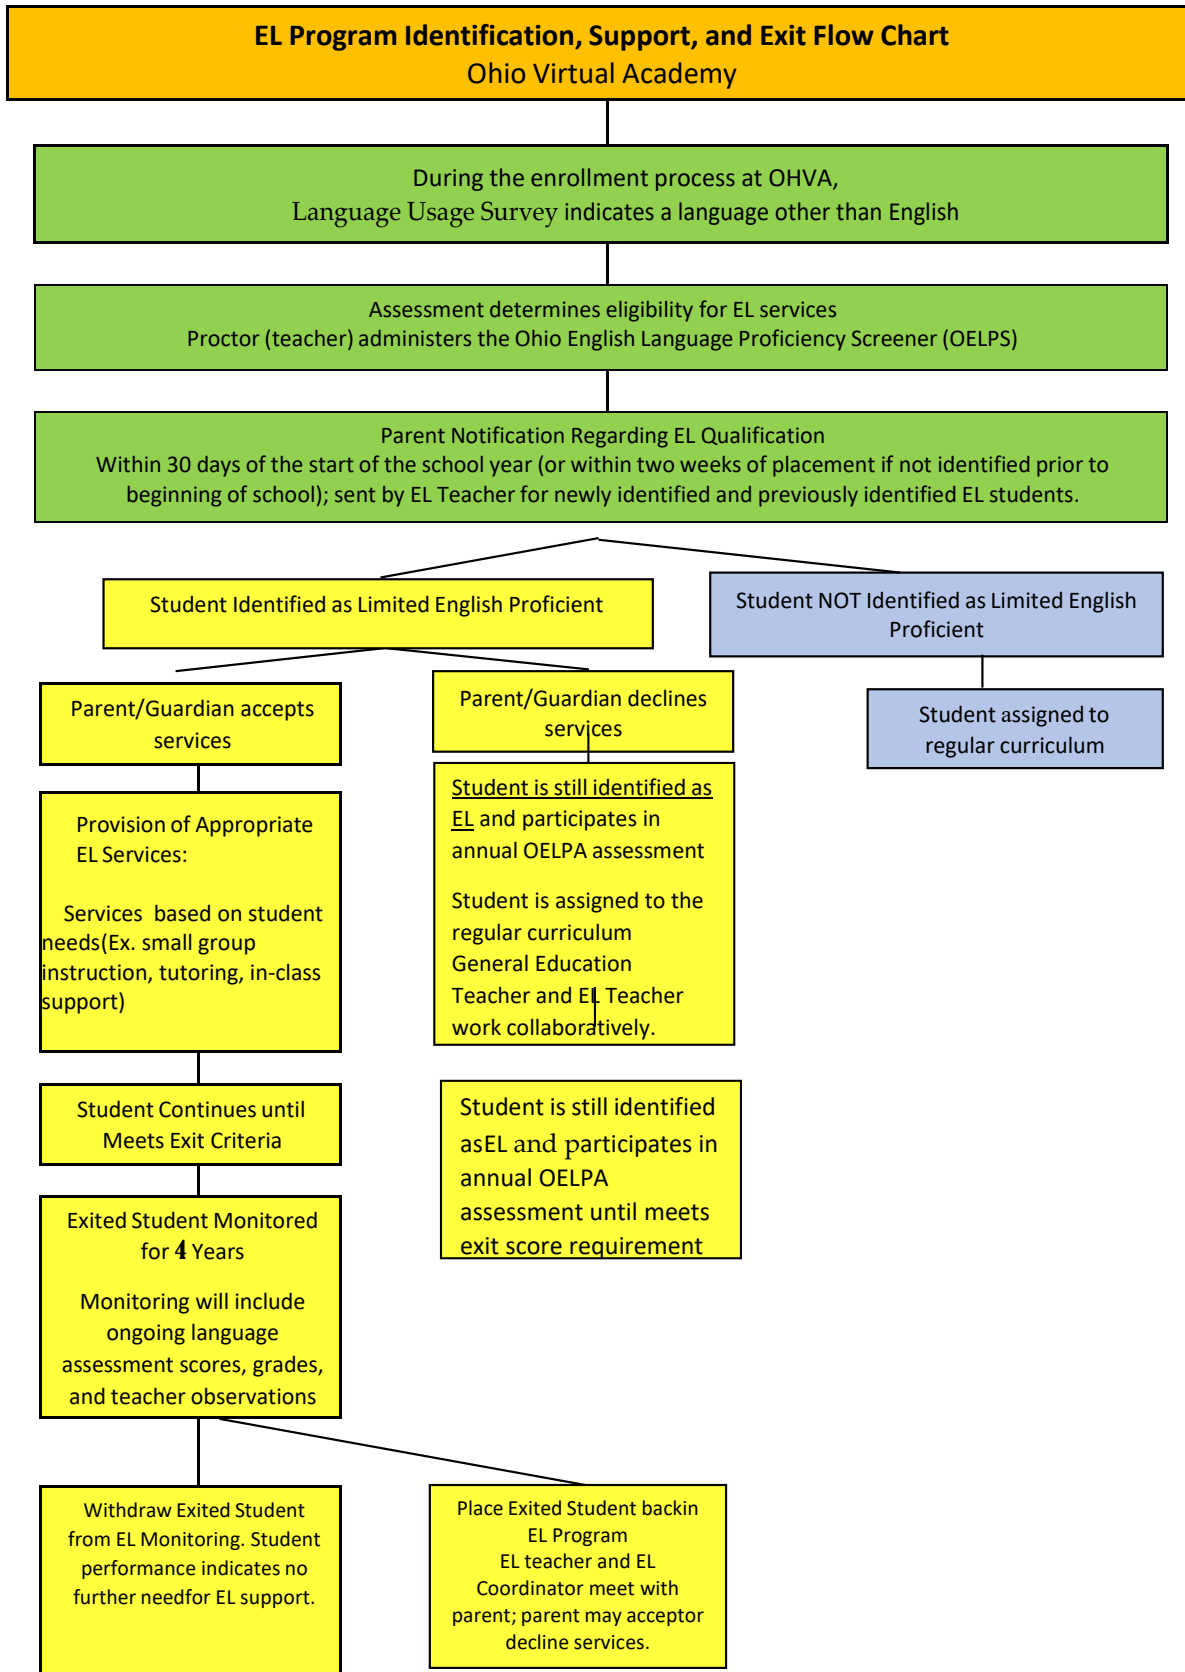 EL Program Identification, Support, and Exit Flow Chart
Ohio Virtual Academy
During the enrollment process at OHVA,
Language Usage Survey indicates a language other than English
Assessment determines eligibility for EL services
Proctor (teacher) administers the Ohio English Language Proficiency Screener (OELPS)
Parent Notification Regarding EL Qualification
Within 30 days of the start of the school year (or within two weeks of placement if not identified prior to
beginning of school); sent by EL Teacher for newly identified and previously identified EL students.
Student Identified as Limited English Proficient
Student NOT Identified as Limited English
Proficient
Parent/Guardian accepts
services
Parent/Guardian declines
services
Student assigned to
regular curriculum
Provision of Appropriate
EL Services:
Services based on student
needs(Ex. small group
instruction, tutoring, in-class
support)
Student is still identified as
EL and participates in
annual OELPA assessment
Student is assigned to the
regular curriculum
General Education
Teacher and EL Teacher
work collaboratively.
Student Continues until
Meets Exit Criteria
Student is still identified
asEL and participates in
annual OELPA
assessment until meets
exit score requirement
Exited Student Monitored
for 4 Years
Monitoring will include
ongoing language
assessment scores, grades,
and teacher observations
Withdraw Exited Student
from EL Monitoring. Student
performance indicates no
further needfor EL support.
Place Exited Student backin
EL Program
EL teacher and EL
Coordinator meet with
parent; parent may acceptor
decline services.